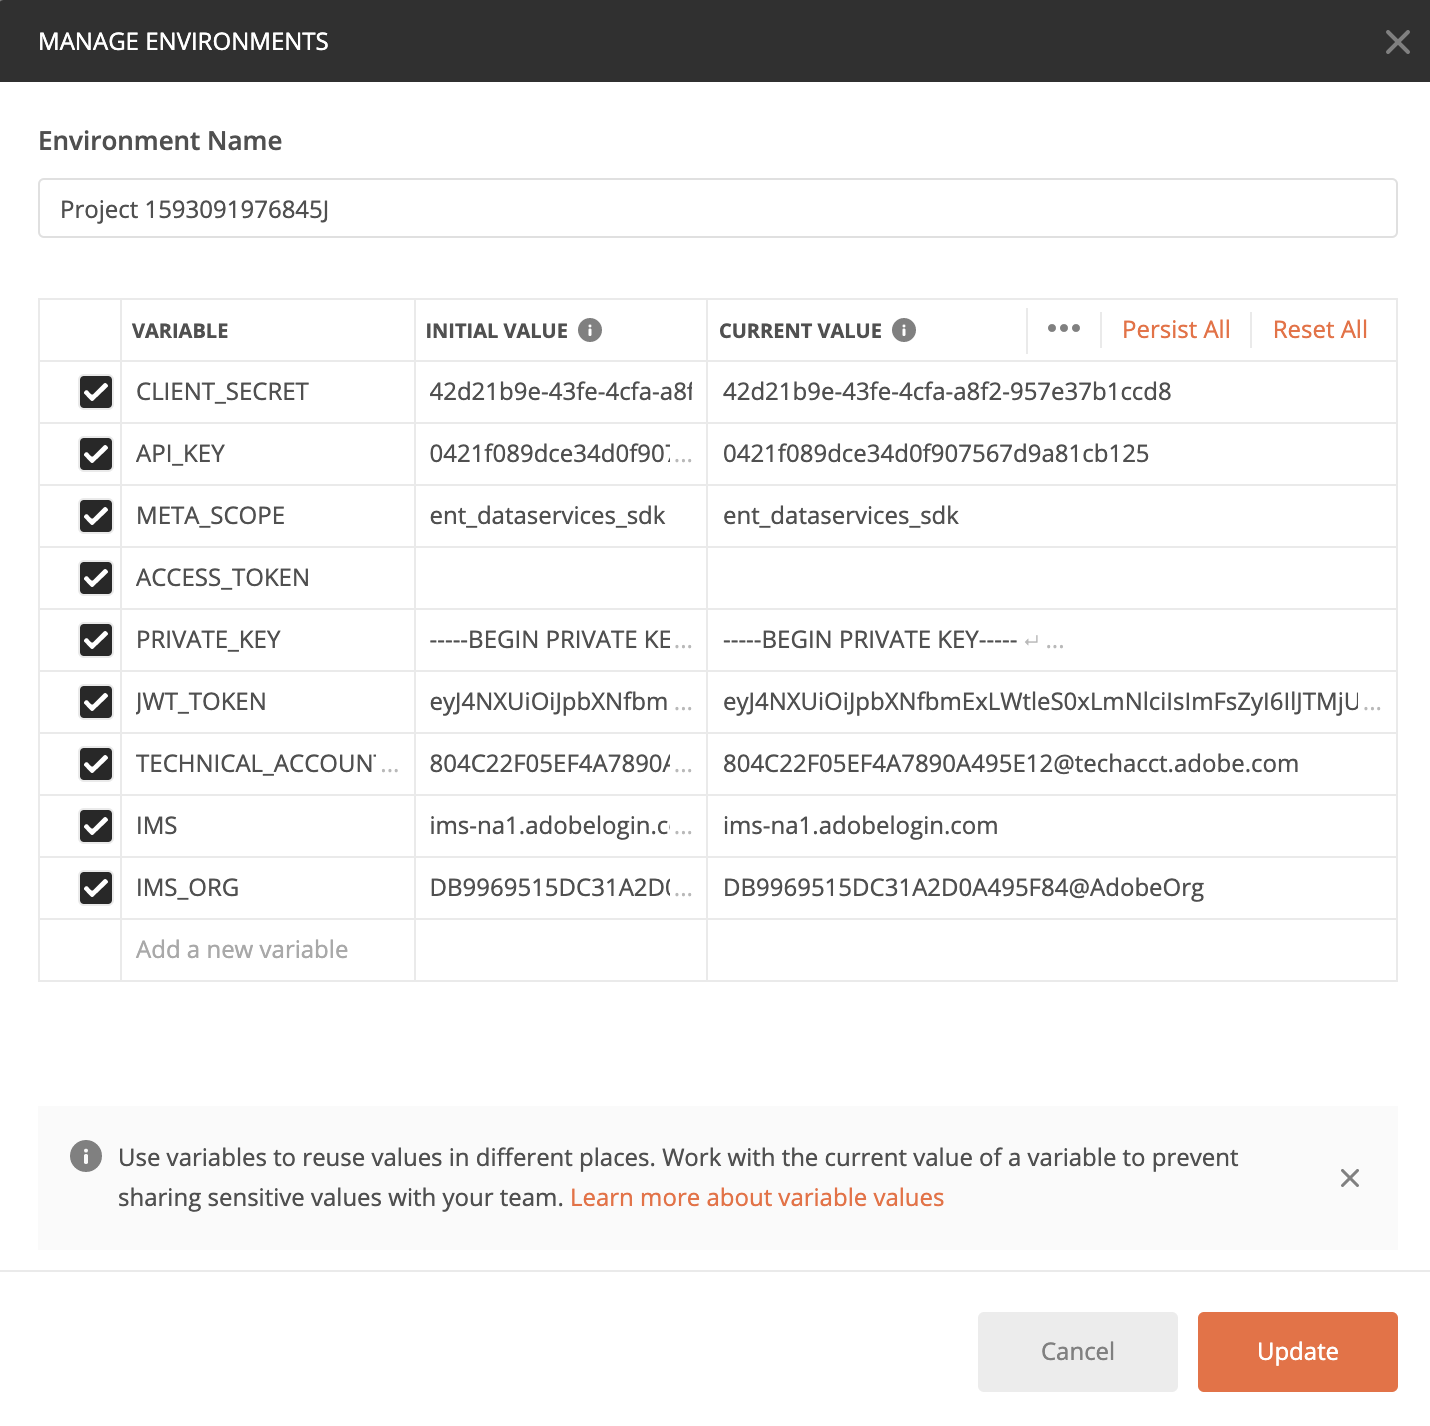 MANAGE ENVIRONMENTS
Environment Name
Project 1593091976845J
VARIABLE INITIAL VALUE CURRENT VALUE ••• Persist All Reset All
CLIENT_SECRET 42d21b9e-43fe-4cfa-a8f 42d21b9e-43fe-4cfa-a8f2-957e37b1ccd8
API_KEY 0421f089dce34d0f907... 0421f089dce34d0f907567d9a81cb125
META_SCOPE ent_dataservices_sdk ent_dataservices_sdk
ACCESS_TOKEN
PRIVATE_KEY -----BEGIN PRIVATE KE... -----BEGIN PRIVATE KEY----- ↵ ...
JWT_TOKEN eyJ4NXUiOiJpbXNfbm ... eyJ4NXUiOiJpbXNfbmExLWtleS0xLmNlciIsImFsZyI6IlJTMjU...
TECHNICAL_ACCOUNT... 804C22F05EF4A7890A... 804C22F05EF4A7890A495E12@techacct.adobe.com
IMS ims-na1.adobelogin.c... ims-na1.adobelogin.com
IMS_ORG DB9969515DC31A2D0... DB9969515DC31A2D0A495F84@AdobeOrg
Add a new variable
Use variables to reuse values in different places. Work with the current value of a variable to prevent
sharing sensitive values with your team. Learn more about variable values
Cancel Update